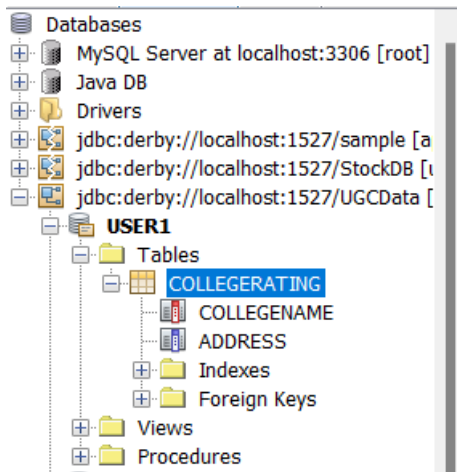 Databases
MySQL Server at localhost:3306 [root]
Java DB
Drivers
jdbc:derby://localhost:1527/sample [a
jdbc:derby://localhost:1527/StockDB [u
jdbc:derby://localhost:1527/UGCData [
USER1
Tables
COLLEGERATING
COLLEGENAME
ADDRESS
Indexes
Foreign Keys
Views
Procedures